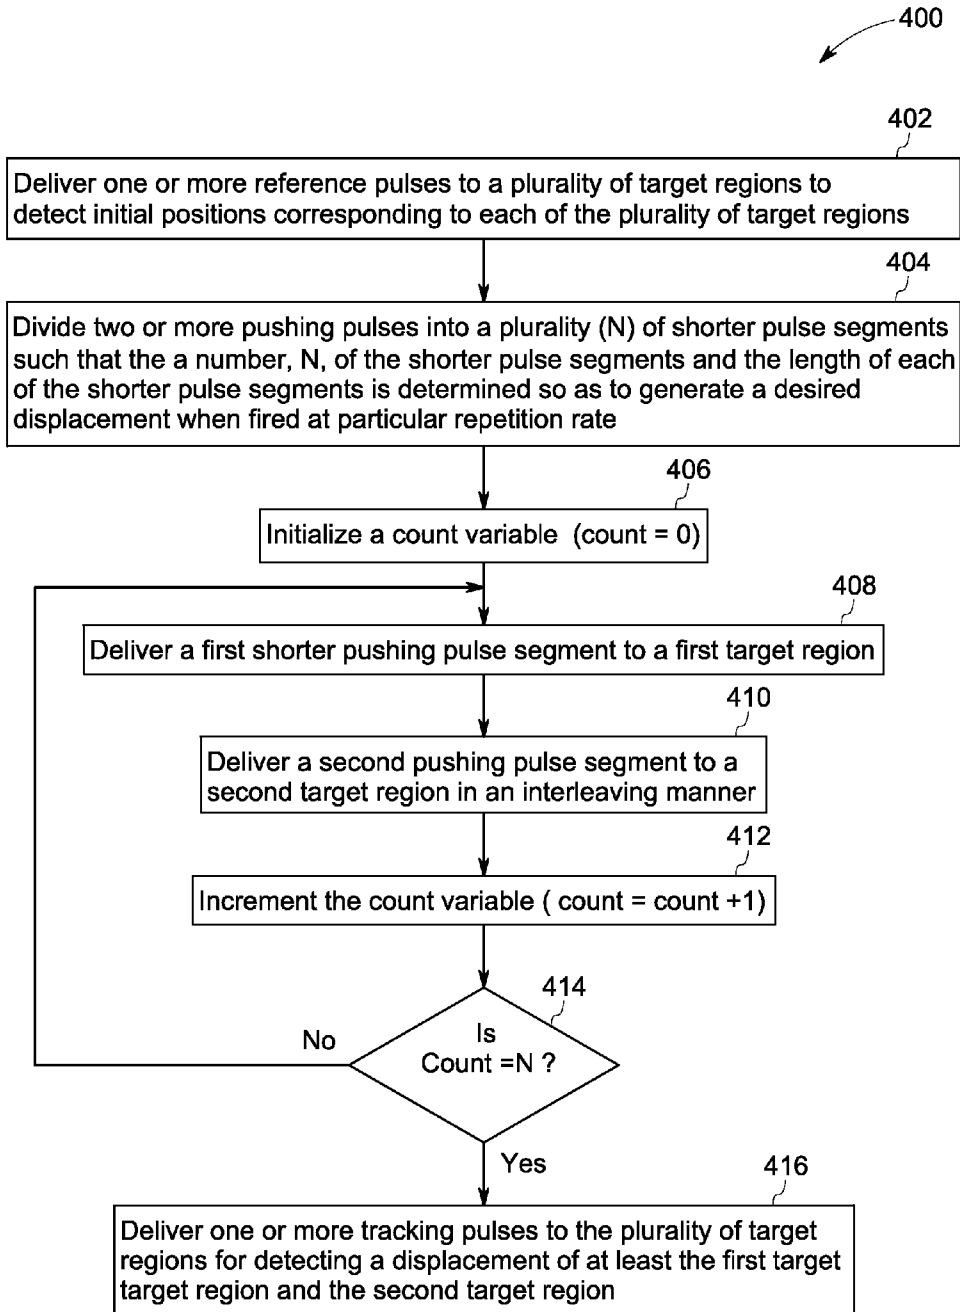 400
402
Deliver one or more reference pulses to a plurality of target regions to
detect initial positions corresponding to each of the plurality of target regions
404
Divide two or more pushing pulses into a plurality (N) of shorter pulse segments
such that the a number, N, of the shorter pulse segments and the length of each
of the shorter pulse segments is determined so as to generate a desired
displacement when fired at particular repetition rate
406
Initialize a count variable (count = 0)
408
Deliver a first shorter pushing pulse segment to a first target region
410
Deliver a second pushing pulse segment to a
second target region in an interleaving manner
412
Increment the count variable ( count = count +1)
414
Is
Count =N ?
No
Yes
416
Deliver one or more tracking pulses to the plurality of target
regions for detecting a displacement of at least the first target
target region and the second target region